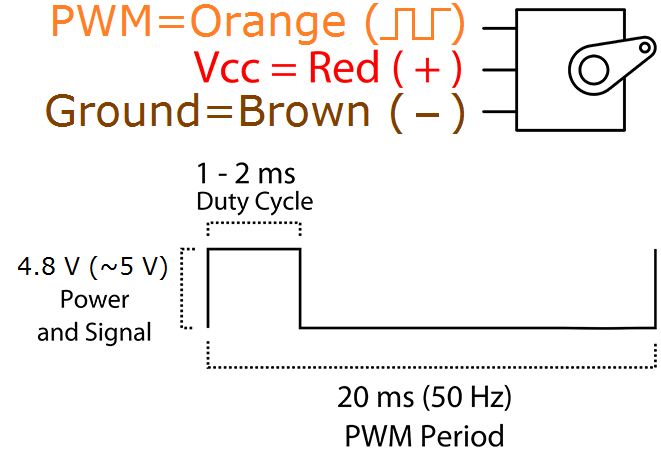 PWM=Orange (⎍⎍)
Vcc = Red ( + )
Ground=Brown ( – )
1 - 2 ms
Duty Cycle
4.8 V (~5 V)
Power
and Signal
20 ms (50 Hz)
PWM Period